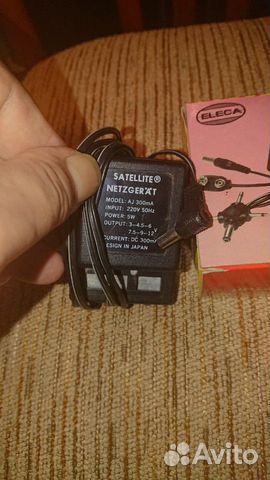 ELECA
SATELLITE®
NETZGERÄT
MODEL: AJ 300mA
INPUT: 220V 50Hz
POWER: 5W
OUTPUT: 3-4.5-6
7.5-9-12V
CURRENT: DC 300mA
DESIGN IN JAPAN
Avito